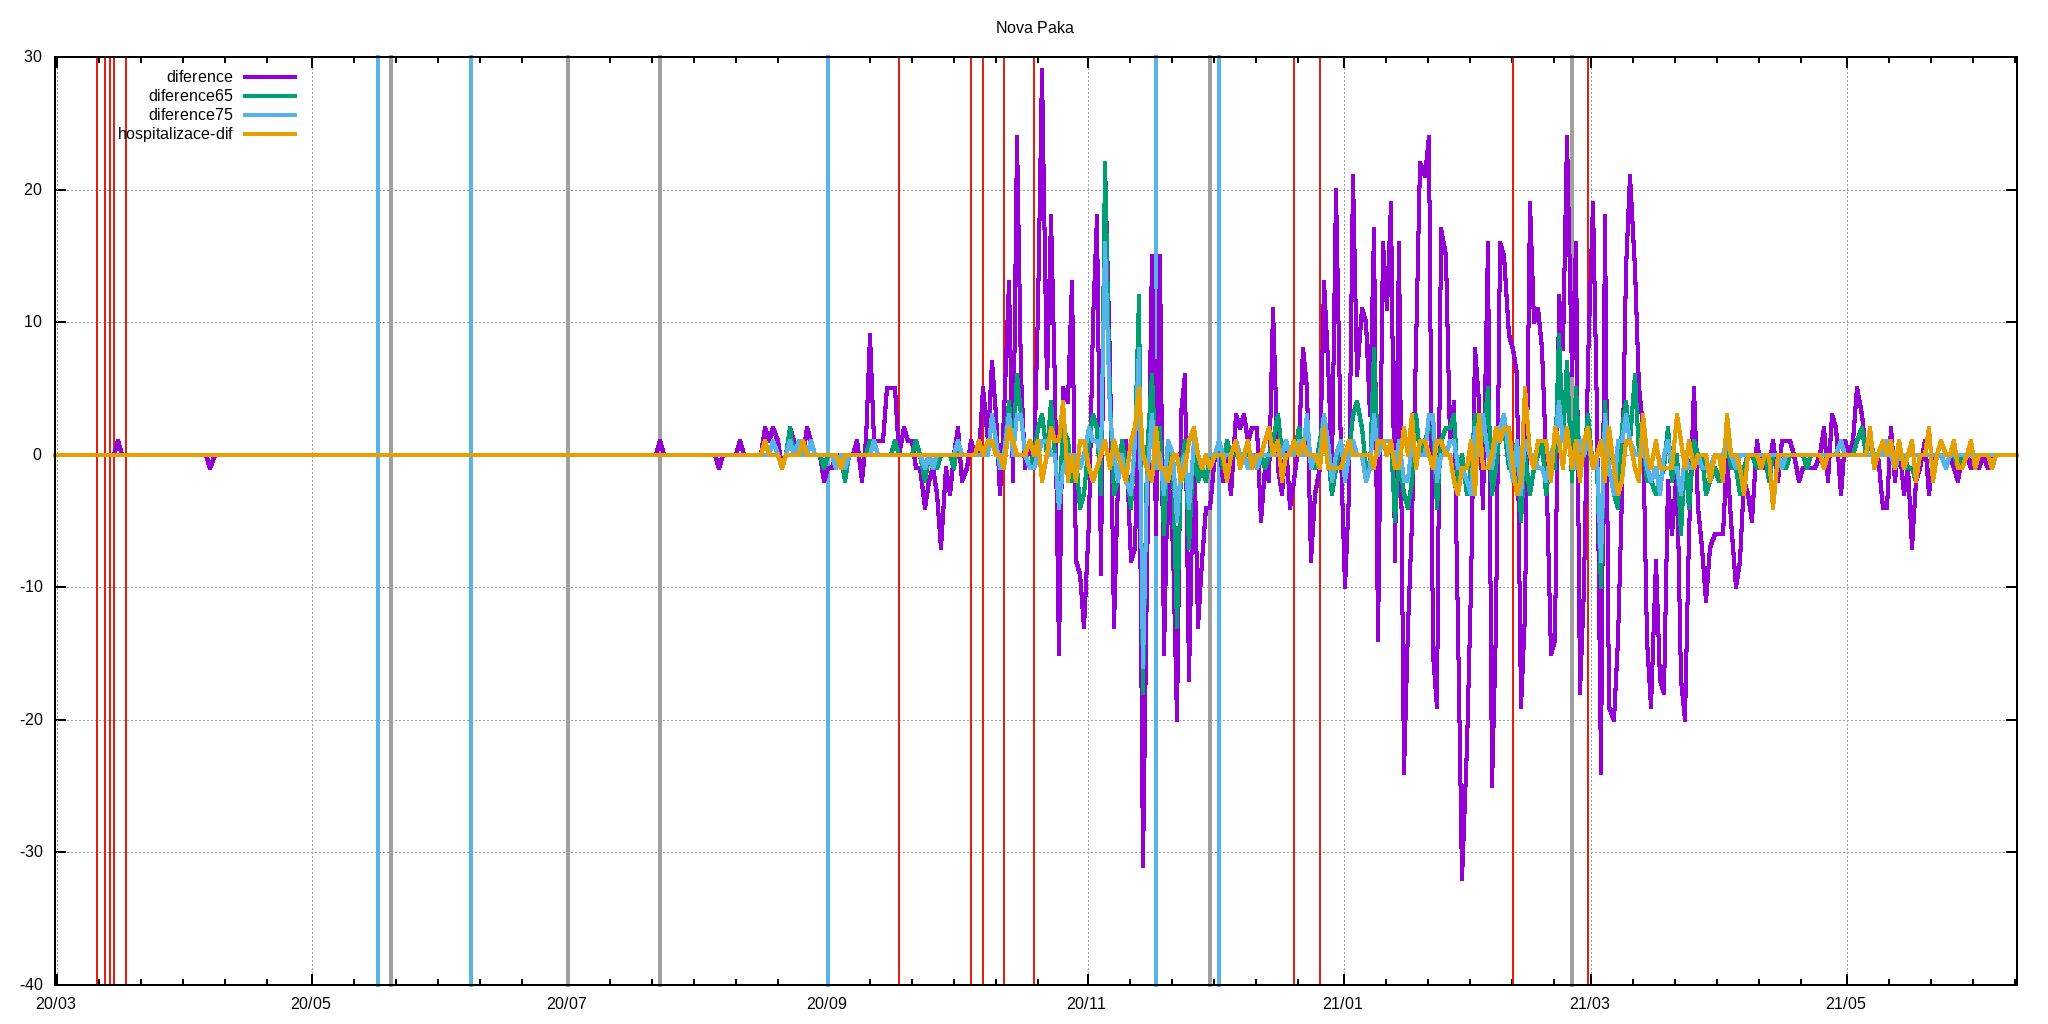 Nova Paka
30
diference
diference65
diference75
hospitalizace-dif
20
10
0
-10
-20
-30
-40
20/03 20/05 20/07 20/09 20/11 21/01 21/03 21/05